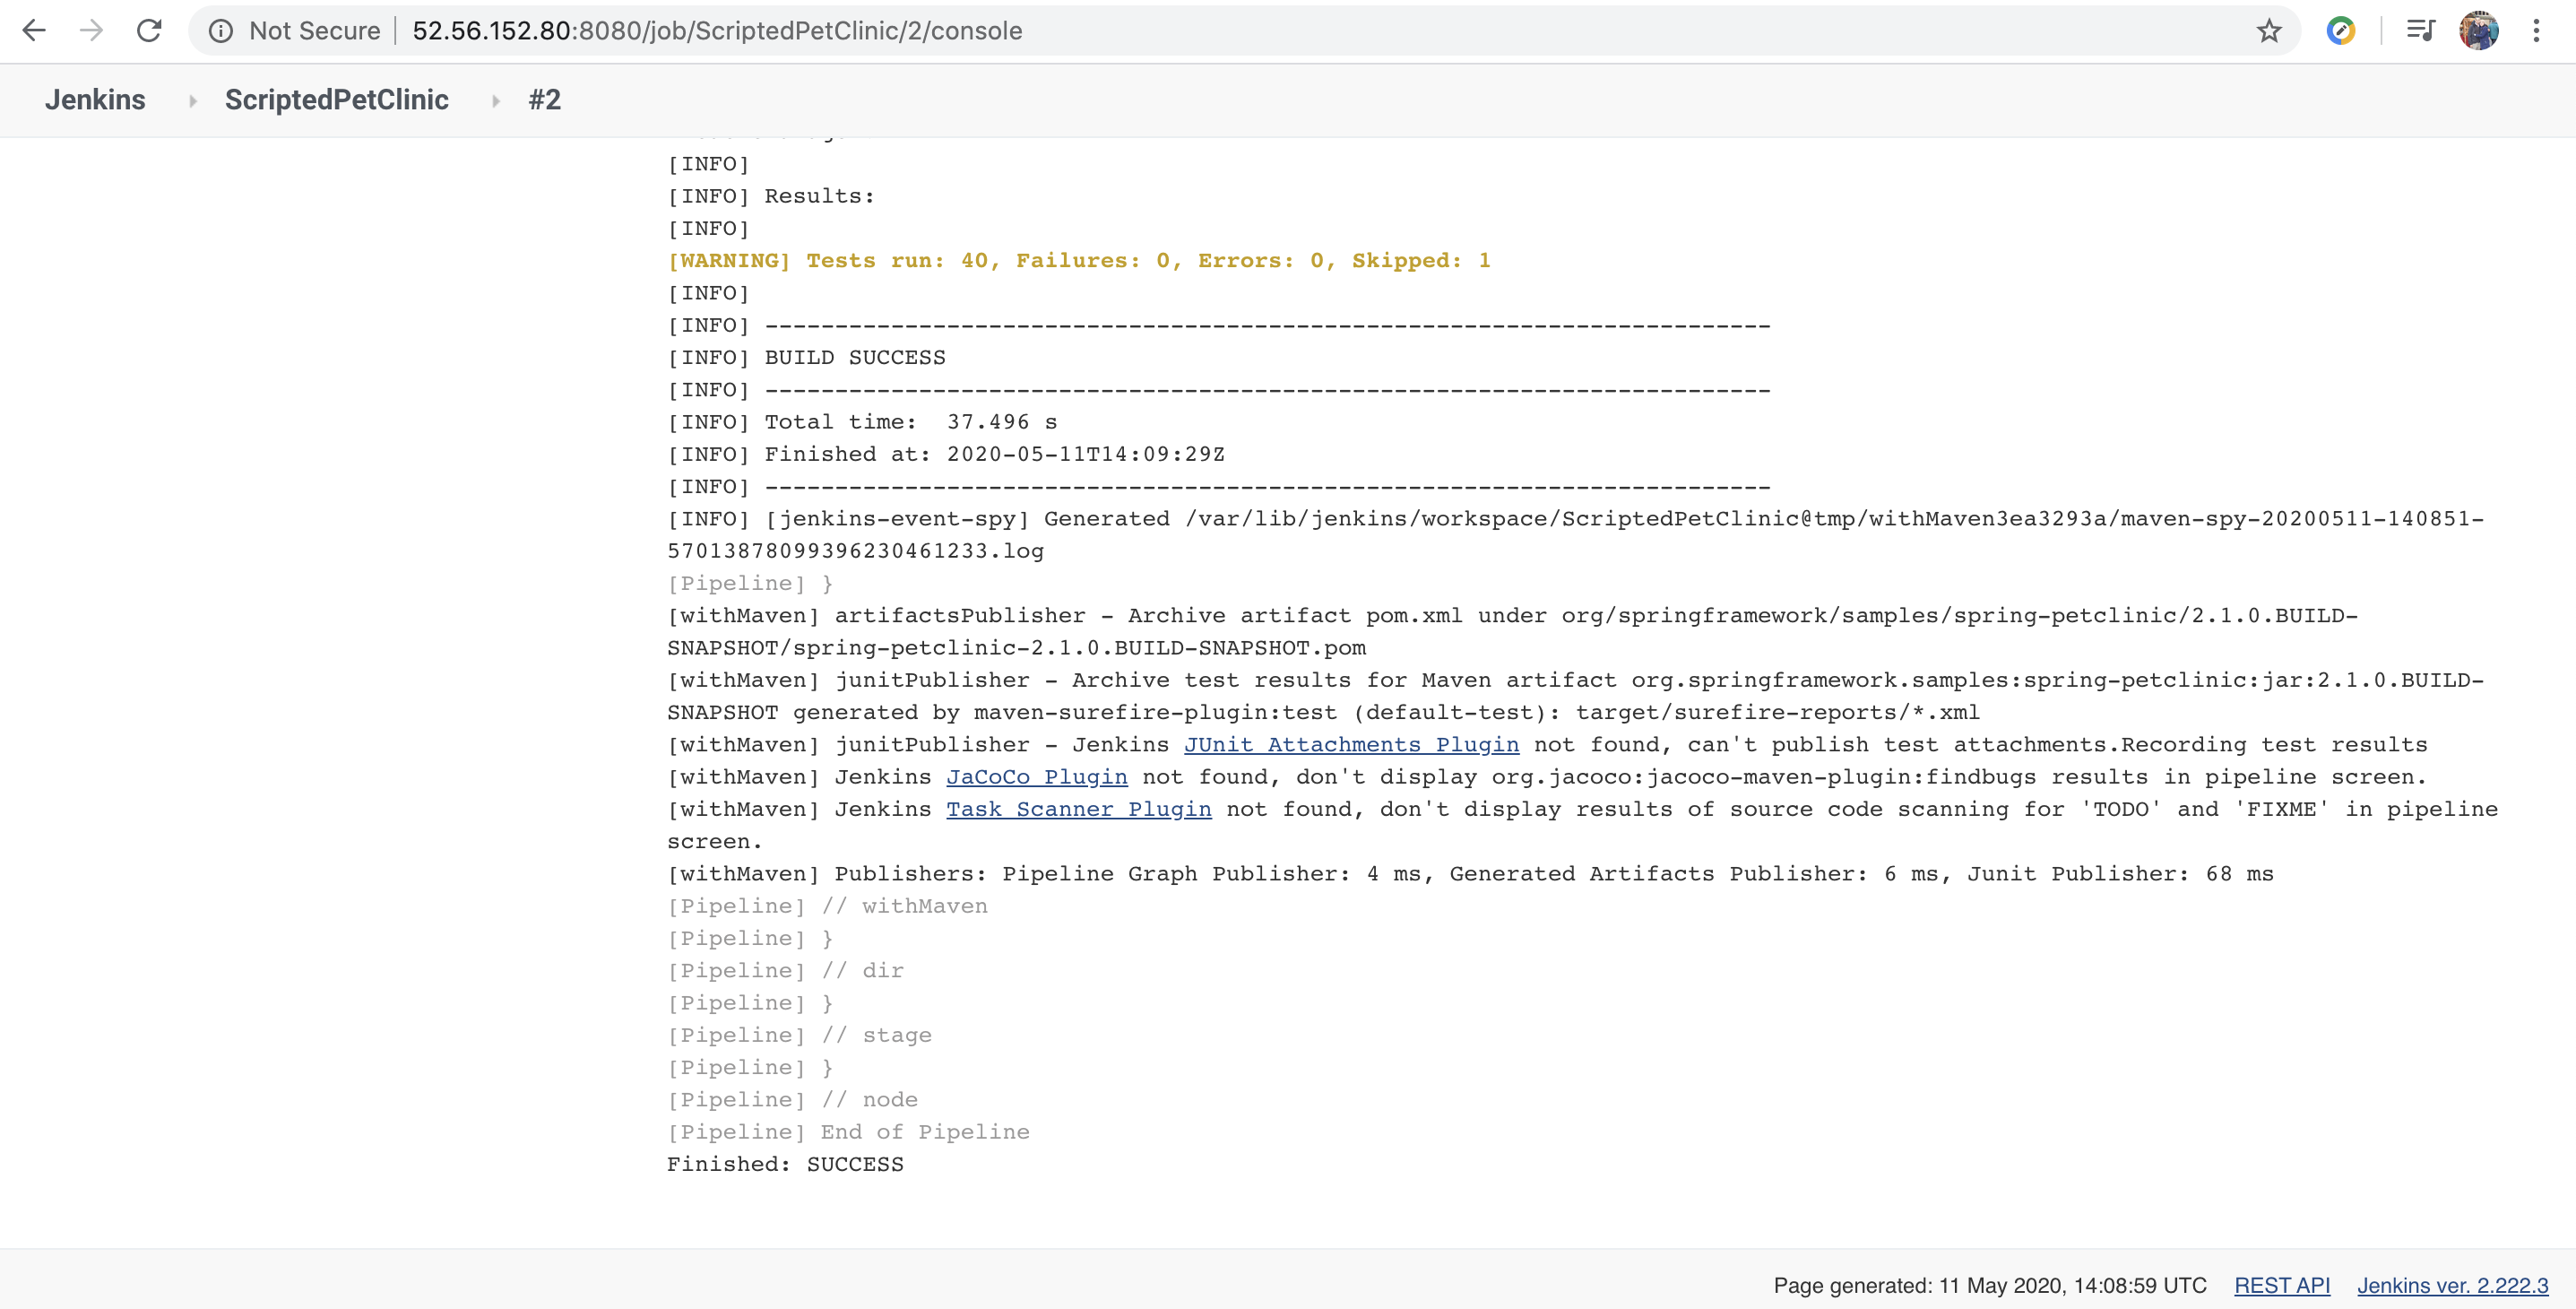 Not Secure | 52.56.152.80:8080/job/ScriptedPetClinic/2/console
Jenkins ScriptedPetClinic #2
[INFO]
[INFO] Results:
[INFO]
[WARNING] Tests run: 40, Failures: 0, Errors: 0, Skipped: 1
[INFO]
[INFO] ------------------------------------------------------------------------
[INFO] BUILD SUCCESS
[INFO] ------------------------------------------------------------------------
[INFO] Total time:  37.496 s
[INFO] Finished at: 2020-05-11T14:09:29Z
[INFO] ------------------------------------------------------------------------
[INFO] [jenkins-event-spy] Generated /var/lib/jenkins/workspace/ScriptedPetClinic@tmp/withMaven3ea3293a/maven-spy-20200511-140851-
57013878099396230461233.log
[Pipeline] }
[withMaven] artifactsPublisher - Archive artifact pom.xml under org/springframework/samples/spring-petclinic/2.1.0.BUILD-
SNAPSHOT/spring-petclinic-2.1.0.BUILD-SNAPSHOT.pom
[withMaven] junitPublisher - Archive test results for Maven artifact org.springframework.samples:spring-petclinic:jar:2.1.0.BUILD-
SNAPSHOT generated by maven-surefire-plugin:test (default-test): target/surefire-reports/*.xml
[withMaven] junitPublisher - Jenkins JUnit Attachments Plugin not found, can't publish test attachments.Recording test results
[withMaven] Jenkins JaCoCo Plugin not found, don't display org.jacoco:jacoco-maven-plugin:findbugs results in pipeline screen.
[withMaven] Jenkins Task Scanner Plugin not found, don't display results of source code scanning for 'TODO' and 'FIXME' in pipeline
screen.
[withMaven] Publishers: Pipeline Graph Publisher: 4 ms, Generated Artifacts Publisher: 6 ms, Junit Publisher: 68 ms
[Pipeline] // withMaven
[Pipeline] }
[Pipeline] // dir
[Pipeline] }
[Pipeline] // stage
[Pipeline] }
[Pipeline] // node
[Pipeline] End of Pipeline
Finished: SUCCESS
Page generated: 11 May 2020, 14:08:59 UTC REST API Jenkins ver. 2.222.3